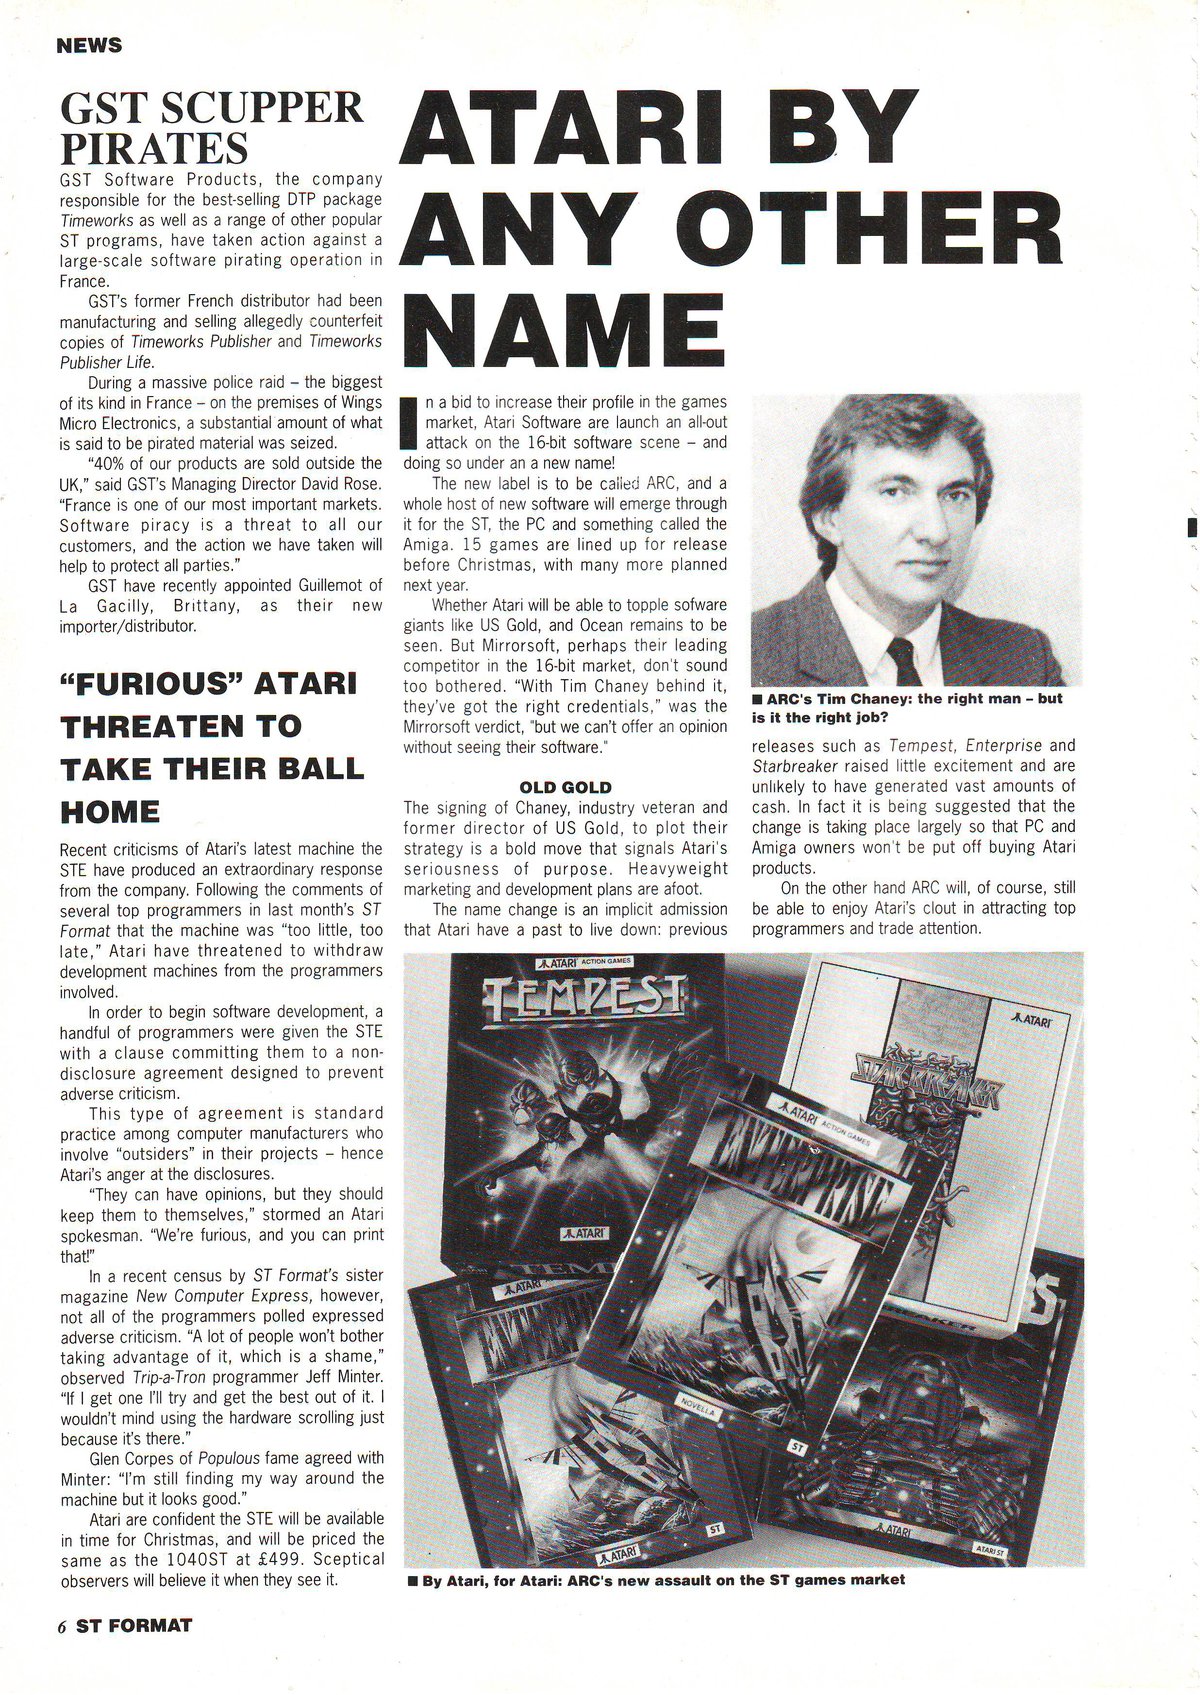 NEWS
GST SCUPPER
PIRATES
GST Software Products, the company
responsible for the best-selling DTP package
Timeworks as well as a range of other popular
ST programs, have taken action against a
large-scale software pirating operation in
France.
GST's former French distributor had been
manufacturing and selling allegedly counterfeit
copies of Timeworks Publisher and Timeworks
Publisher Life.
During a massive police raid – the biggest
of its kind in France – on the premises of Wings
Micro Electronics, a substantial amount of what
is said to be pirated material was seized.
“40% of our products are sold outside the
UK,” said GST's Managing Director David Rose.
“France is one of our most important markets.
Software piracy is a threat to all our
customers, and the action we have taken will
help to protect all parties.”
GST have recently appointed Guillemot of
La Gacilly, Brittany, as their new
importer/distributor.
“FURIOUS” ATARI
THREATEN TO
TAKE THEIR BALL
HOME
Recent criticisms of Atari's latest machine the
STE have produced an extraordinary response
from the company. Following the comments of
several top programmers in last month's ST
Format that the machine was “too little, too
late,” Atari have threatened to withdraw
development machines from the programmers
involved.
In order to begin software development, a
handful of programmers were given the STE
with a clause committing them to a non-
disclosure agreement designed to prevent
adverse criticism.
This type of agreement is standard
practice among computer manufacturers who
involve “outsiders” in their projects – hence
Atari's anger at the disclosures.
“They can have opinions, but they should
keep them to themselves,” stormed an Atari
spokesman. “We're furious, and you can print
that!”
In a recent census by ST Format's sister
magazine New Computer Express, however,
not all of the programmers polled expressed
adverse criticism. “A lot of people won't bother
taking advantage of it, which is a shame,”
observed Trip-a-Tron programmer Jeff Minter.
“If I get one I'll try and get the best out of it. I
wouldn't mind using the hardware scrolling just
because it's there.”
Glen Corpes of Populous fame agreed with
Minter: “I'm still finding my way around the
machine but it looks good.”
Atari are confident the STE will be available
in time for Christmas, and will be priced the
same as the 1040ST at £499. Sceptical
observers will believe it when they see it.
ATARI BY
ANY OTHER
NAME
In a bid to increase their profile in the games
market, Atari Software are launch an all-out
attack on the 16-bit software scene – and
doing so under an a new name!
The new label is to be called ARC, and a
whole host of new software will emerge through
it for the ST, the PC and something called the
Amiga. 15 games are lined up for release
before Christmas, with many more planned
next year.
Whether Atari will be able to topple sofware
giants like US Gold, and Ocean remains to be
seen. But Mirrorsoft, perhaps their leading
competitor in the 16-bit market, don't sound
too bothered. “With Tim Chaney behind it,
they've got the right credentials,” was the
Mirrorsoft verdict, "but we can't offer an opinion
without seeing their software."
OLD GOLD
The signing of Chaney, industry veteran and
former director of US Gold, to plot their
strategy is a bold move that signals Atari's
seriousness of purpose. Heavyweight
marketing and development plans are afoot.
The name change is an implicit admission
that Atari have a past to live down: previous
■ ARC's Tim Chaney: the right man – but
is it the right job?
releases such as Tempest, Enterprise and
Starbreaker raised little excitement and are
unlikely to have generated vast amounts of
cash. In fact it is being suggested that the
change is taking place largely so that PC and
Amiga owners won't be put off buying Atari
products.
On the other hand ARC will, of course, still
be able to enjoy Atari's clout in attracting top
programmers and trade attention.
ATARI ACTION GAMES
TEMPEST
ATARI
ATARI
STARBREAKER
ATARI ACTION GAMES
ENTERPRISE
NOVELLA
ST
ATARI
ST
ATARI
ATARI
ATARI ST
■ By Atari, for Atari: ARC's new assault on the ST games market
6 ST FORMAT